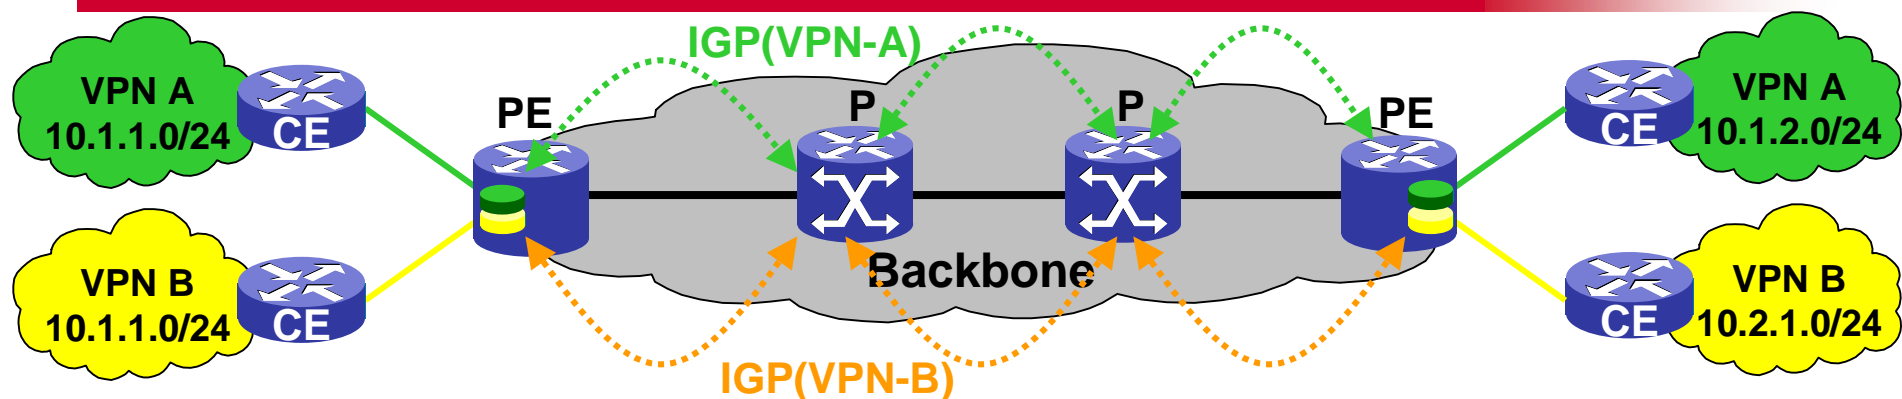 IGP(VPN-A)
VPN A
10.1.1.0/24
CE
PE
P
P
PE
CE
VPN A
10.1.2.0/24
VPN B
10.1.1.0/24
CE
Backbone
CE
VPN B
10.2.1.0/24
IGP(VPN-B)